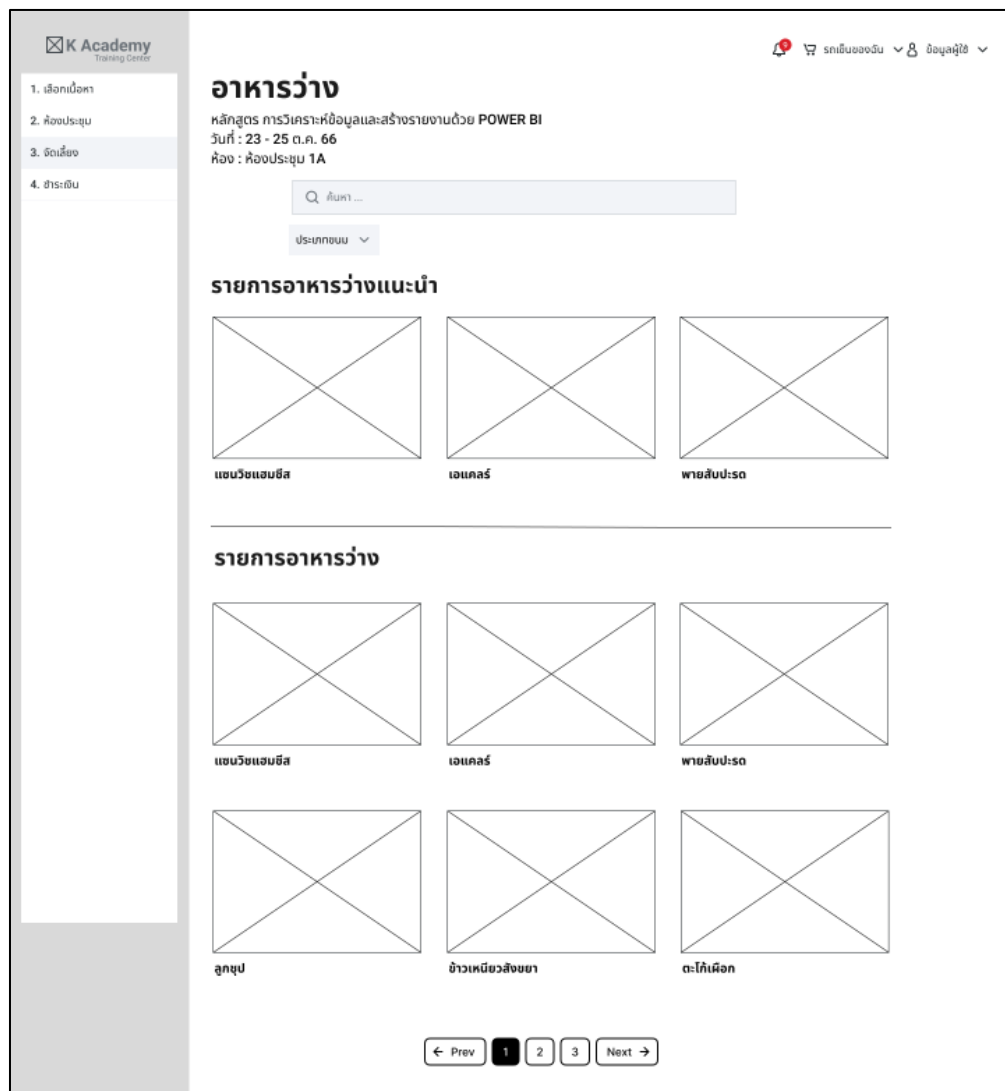 K Academy
Training Center
9
รถเข็นของฉัน
ข้อมูลผู้ใช้
1. เลือกเนื้อหา
2. ห้องประชุม
3. จัดเลี้ยง
4. ชำระเงิน
อาหารว่าง
หลักสูตร การวิเคราะห์ข้อมูลและสร้างรายงานด้วย POWER BI
วันที่ : 23 - 25 ต.ค. 66
ห้อง : ห้องประชุม 1A
ค้นหา ...
ประเภทขนม
รายการอาหารว่างแนะนำ
แซนวิชแฮมชีส
เอแคลร์
พายสับปะรด
รายการอาหารว่าง
แซนวิชแฮมชีส
เอแคลร์
พายสับปะรด
ลูกชุป
ข้าวเหนียวสังขยา
ตะโก้เผือก
← Prev 1 2 3 Next →